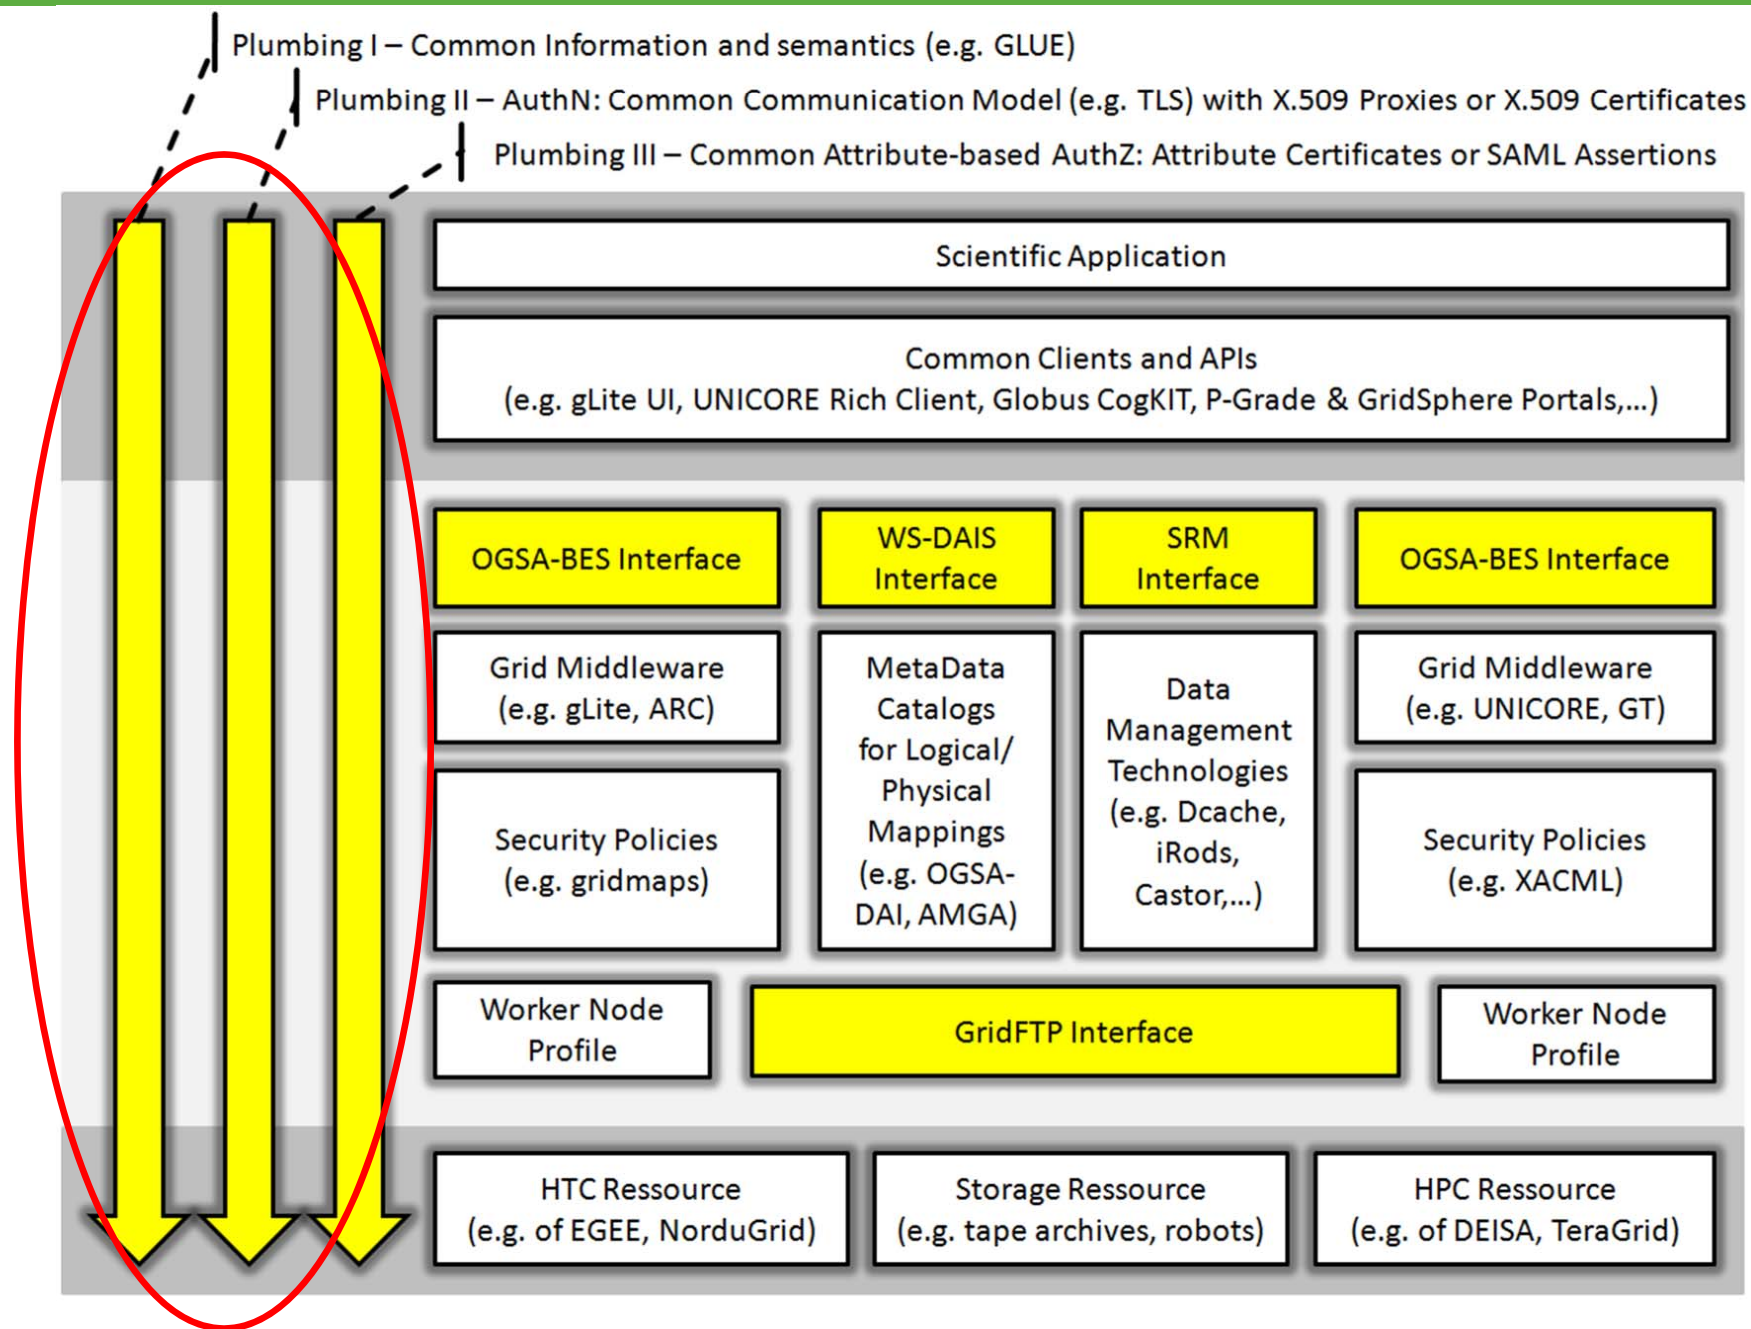 Plumbing I – Common Information and semantics (e.g. GLUE)
Plumbing II – AuthN: Common Communication Model (e.g. TLS) with X.509 Proxies or X.509 Certificates
Plumbing III – Common Attribute-based AuthZ: Attribute Certificates or SAML Assertions
Scientific Application
Common Clients and APIs
(e.g. gLite UI, UNICORE Rich Client, Globus CogKIT, P-Grade & GridSphere Portals,...)
OGSA-BES Interface
WS-DAIS
Interface
SRM
Interface
OGSA-BES Interface
Grid Middleware
(e.g. gLite, ARC)
MetaData
Catalogs
for Logical/
Physical
Mappings
(e.g. OGSA-
DAI, AMGA)
Data
Management
Technologies
(e.g. Dcache,
iRods,
Castor,...)
Grid Middleware
(e.g. UNICORE, GT)
Security Policies
(e.g. gridmaps)
Security Policies
(e.g. XACML)
Worker Node
Profile
GridFTP Interface
Worker Node
Profile
HTC Ressource
(e.g. of EGEE, NorduGrid)
Storage Ressource
(e.g. tape archives, robots)
HPC Ressource
(e.g. of DEISA, TeraGrid)